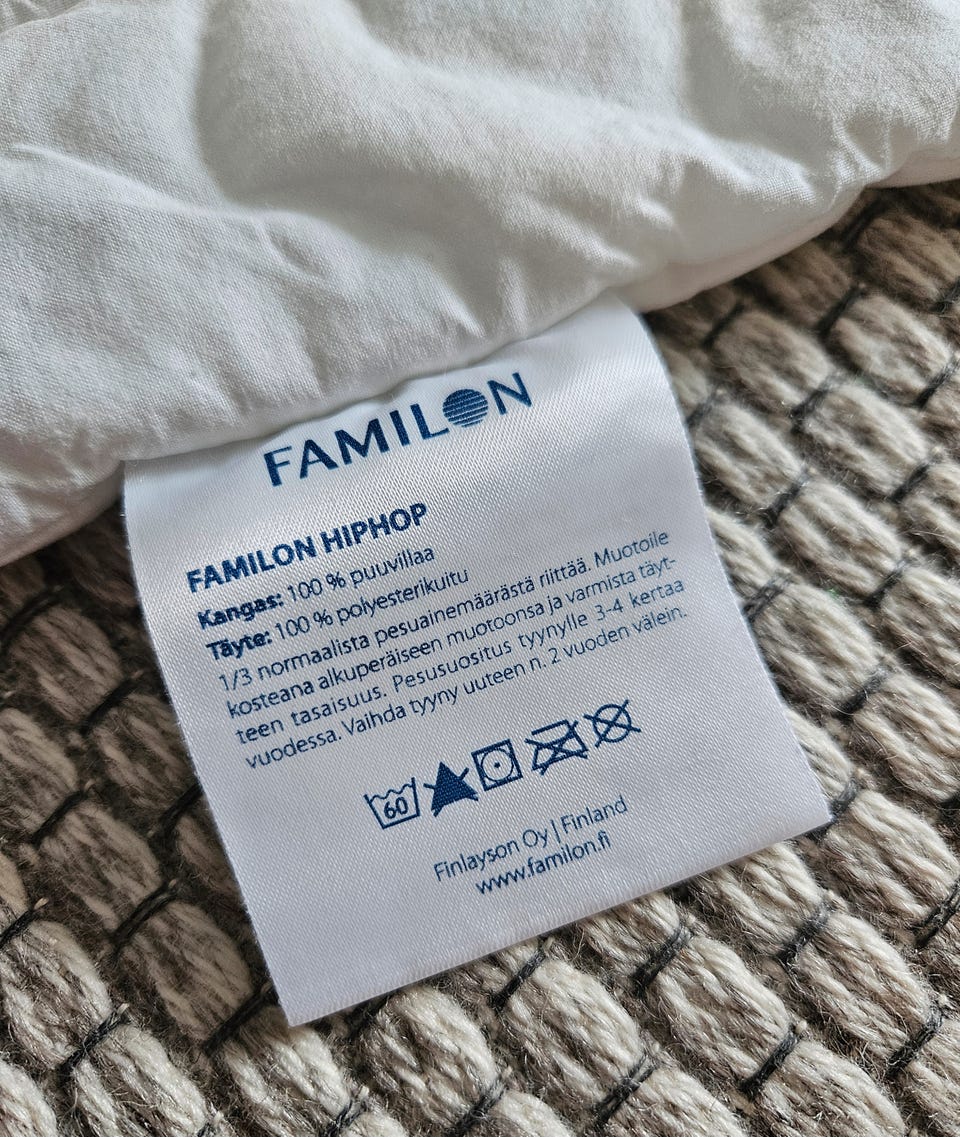 FAMILON
FAMILON HIPHOP
Kangas: 100 % puuvillaa
Täyte: 100 % polyesterikuitu
1/3 normaalista pesuainemäärästä riittää. Muotoile
kosteana alkuperäiseen muotoonsa ja varmista täyt-
teen tasaisuus. Pesusuositus tyynylle 3-4 kertaa
vuodessa. Vaihda tyyny uuteen n. 2 vuoden välein.
60
Finlayson Oy | Finland
www.familon.fi